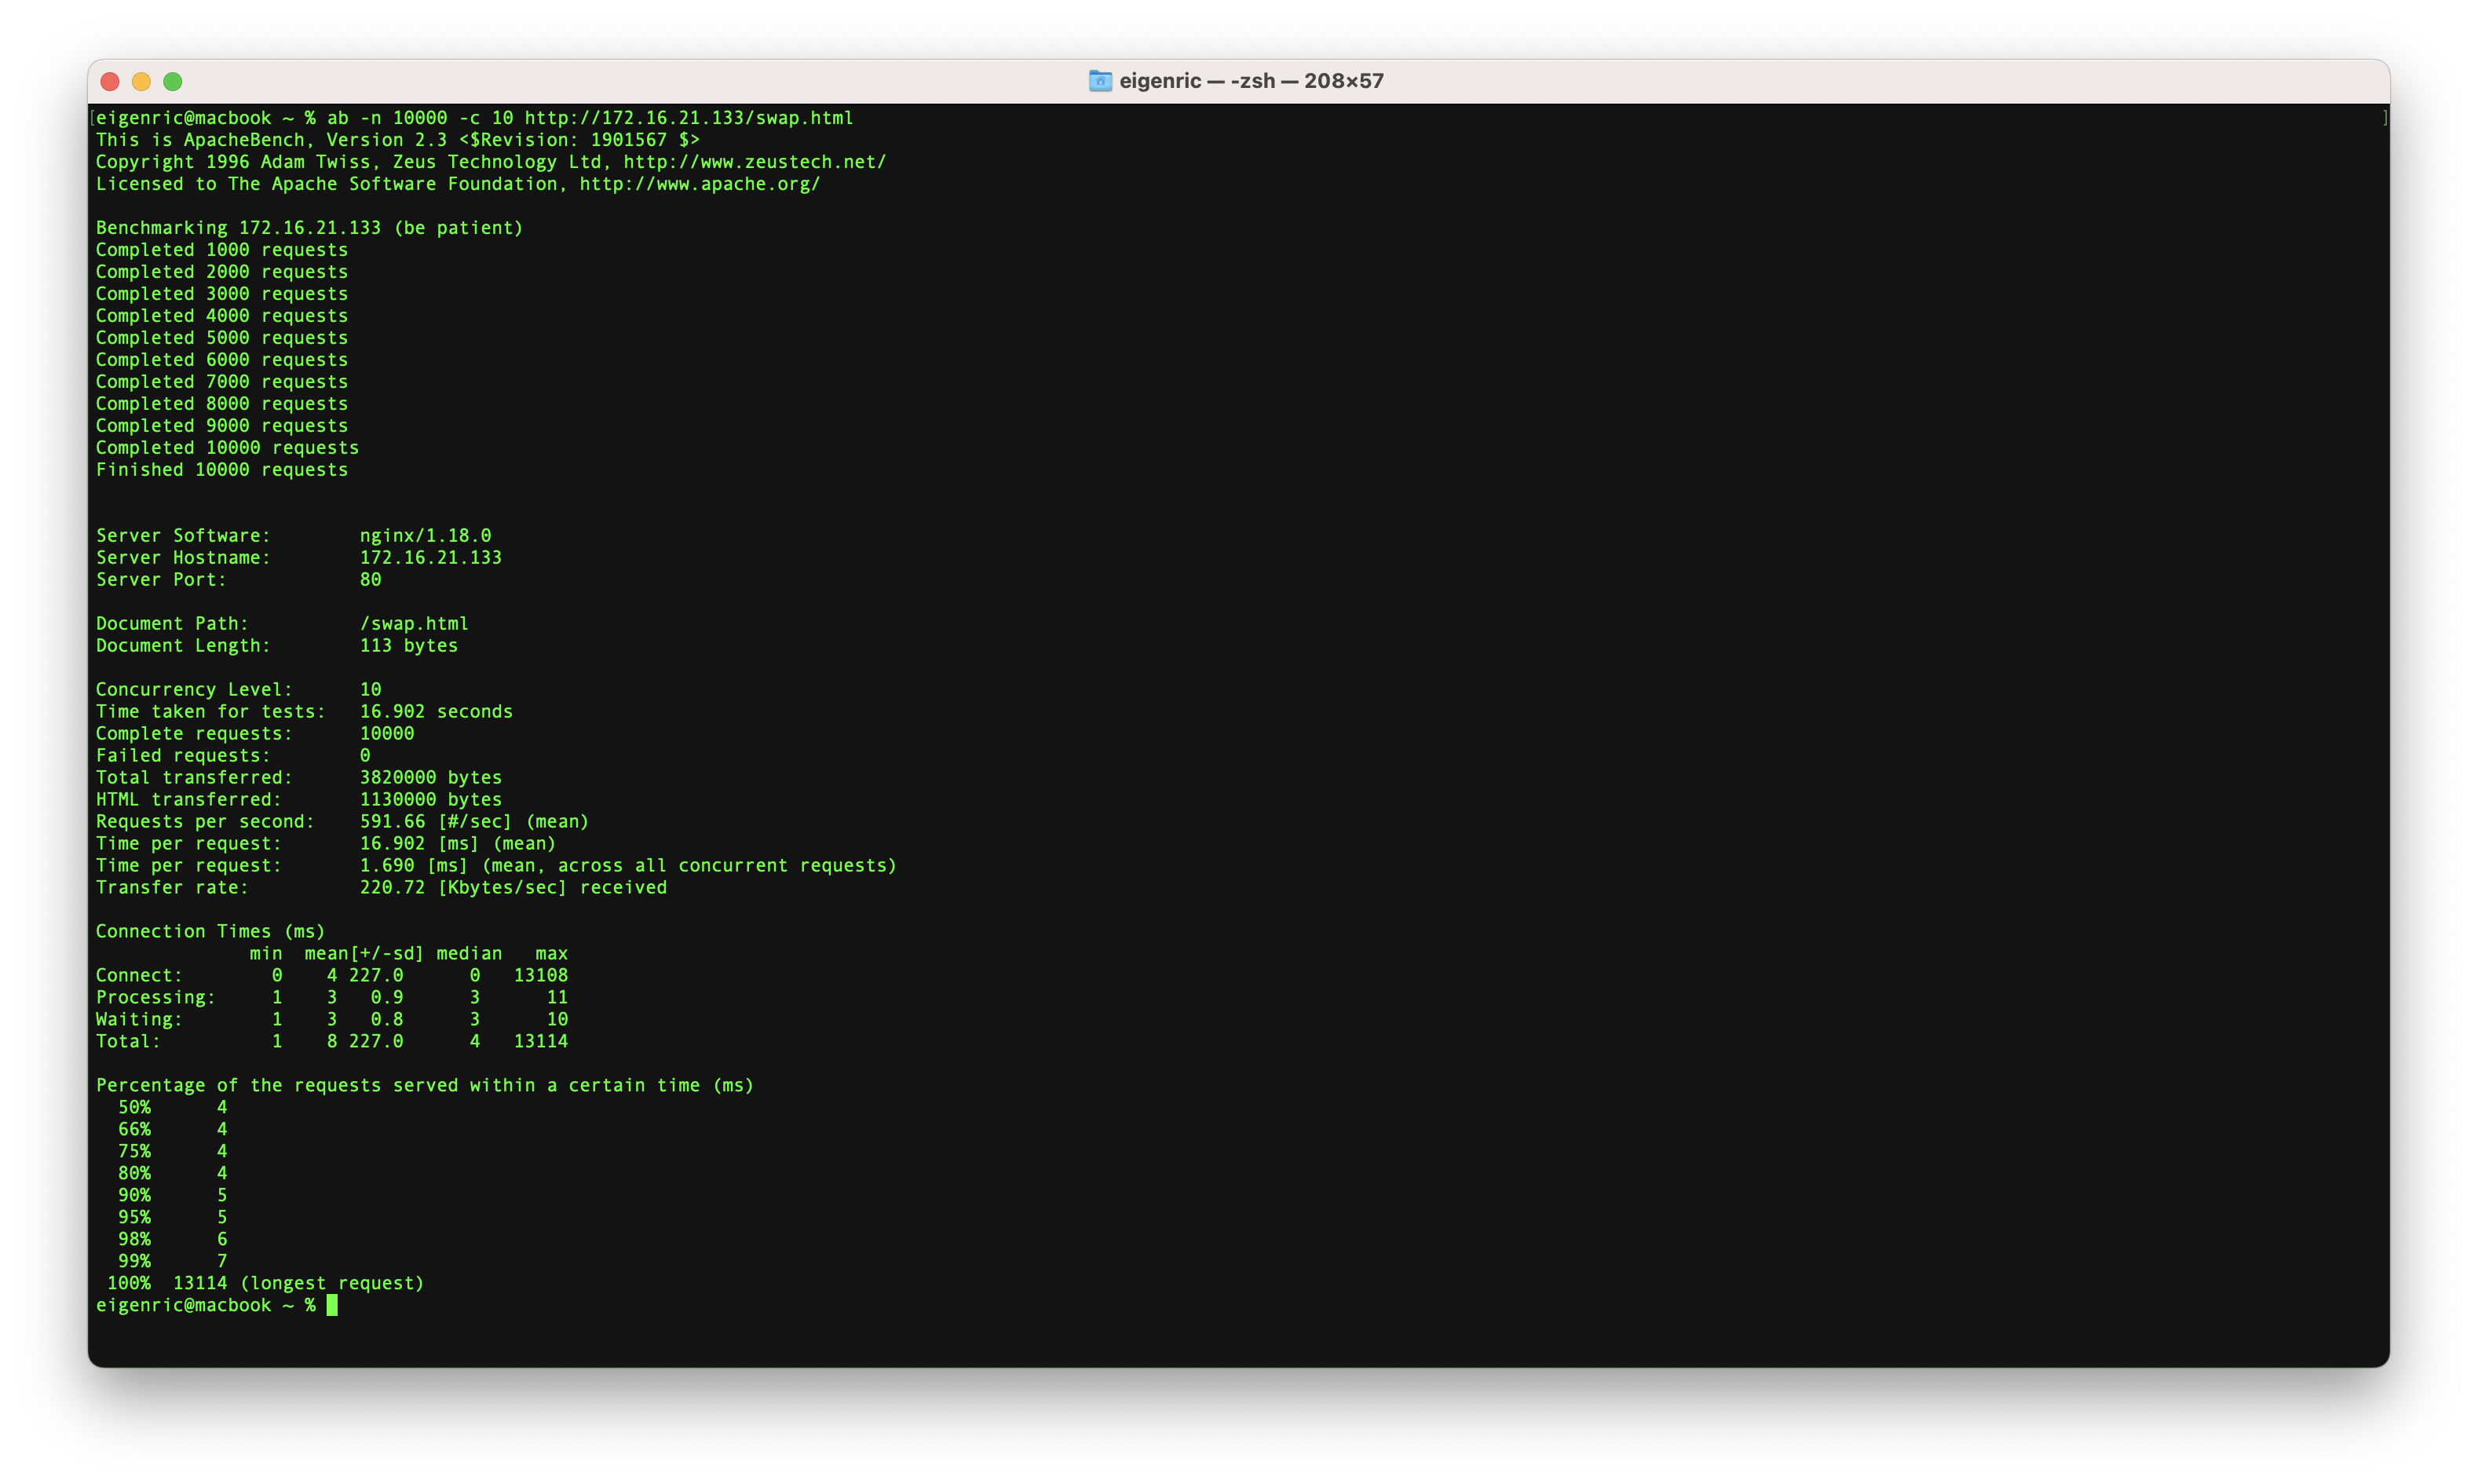 eigenric — -zsh — 208×57
[eigenric@macbook ~ % ab -n 10000 -c 10 http://172.16.21.133/swap.html ]
This is ApacheBench, Version 2.3 <$Revision: 1901567 $>
Copyright 1996 Adam Twiss, Zeus Technology Ltd, http://www.zeustech.net/
Licensed to The Apache Software Foundation, http://www.apache.org/

Benchmarking 172.16.21.133 (be patient)
Completed 1000 requests
Completed 2000 requests
Completed 3000 requests
Completed 4000 requests
Completed 5000 requests
Completed 6000 requests
Completed 7000 requests
Completed 8000 requests
Completed 9000 requests
Completed 10000 requests
Finished 10000 requests


Server Software:        nginx/1.18.0
Server Hostname:        172.16.21.133
Server Port:            80

Document Path:          /swap.html
Document Length:        113 bytes

Concurrency Level:      10
Time taken for tests:   16.902 seconds
Complete requests:      10000
Failed requests:        0
Total transferred:      3820000 bytes
HTML transferred:       1130000 bytes
Requests per second:    591.66 [#/sec] (mean)
Time per request:       16.902 [ms] (mean)
Time per request:       1.690 [ms] (mean, across all concurrent requests)
Transfer rate:          220.72 [Kbytes/sec] received

Connection Times (ms)
              min  mean[+/-sd] median   max
Connect:        0    4 227.0      0   13108
Processing:     1    3   0.9      3      11
Waiting:        1    3   0.8      3      10
Total:          1    8 227.0      4   13114

Percentage of the requests served within a certain time (ms)
  50%      4
  66%      4
  75%      4
  80%      4
  90%      5
  95%      5
  98%      6
  99%      7
 100%  13114 (longest request)
eigenric@macbook ~ %